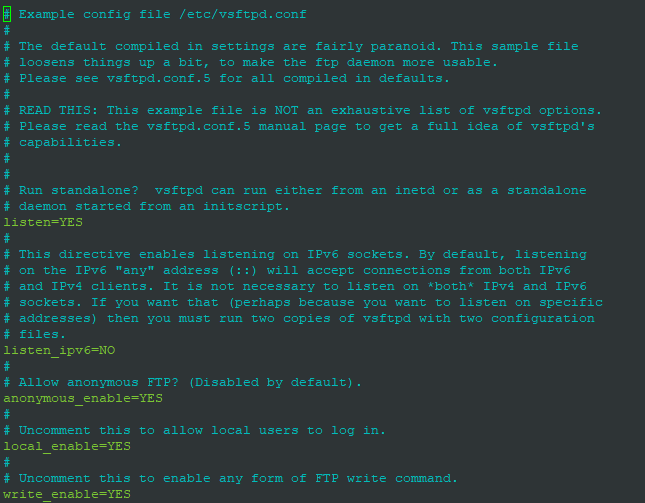 # Example config file /etc/vsftpd.conf
#
# The default compiled in settings are fairly paranoid. This sample file
# loosens things up a bit, to make the ftp daemon more usable.
# Please see vsftpd.conf.5 for all compiled in defaults.
#
# READ THIS: This example file is NOT an exhaustive list of vsftpd options.
# Please read the vsftpd.conf.5 manual page to get a full idea of vsftpd's
# capabilities.
#
#
# Run standalone?  vsftpd can run either from an inetd or as a standalone
# daemon started from an initscript.
listen=YES
#
# This directive enables listening on IPv6 sockets. By default, listening
# on the IPv6 "any" address (::) will accept connections from both IPv6
# and IPv4 clients. It is not necessary to listen on *both* IPv4 and IPv6
# sockets. If you want that (perhaps because you want to listen on specific
# addresses) then you must run two copies of vsftpd with two configuration
# files.
listen_ipv6=NO
#
# Allow anonymous FTP? (Disabled by default).
anonymous_enable=YES
#
# Uncomment this to allow local users to log in.
local_enable=YES
#
# Uncomment this to enable any form of FTP write command.
write_enable=YES